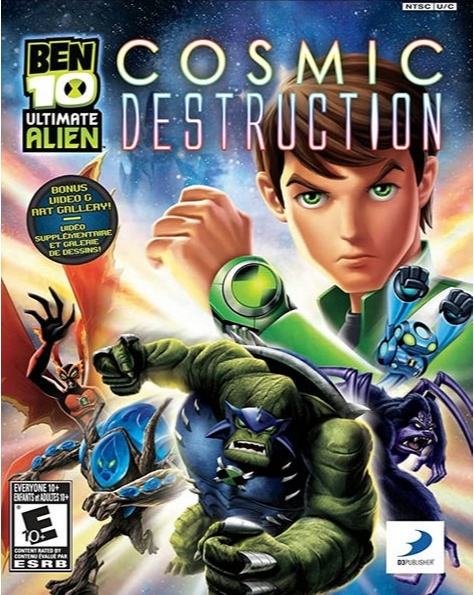 NTSC U/C
BEN
10
ULTIMATE
ALIEN
COSMIC
DESTRUCTION
BONUS
VIDEO &
ART GALLERY!
VIDÉO
SUPPLÉMENTAIRE
ET GALERIE
DE DESSINS!
EVERYONE 10+
ENFANTS et ADULTES 10+
E
10+
CONTENT RATED BY
CONTENU ÉVALUÉ PAR
ESRB
D3PUBLISHER